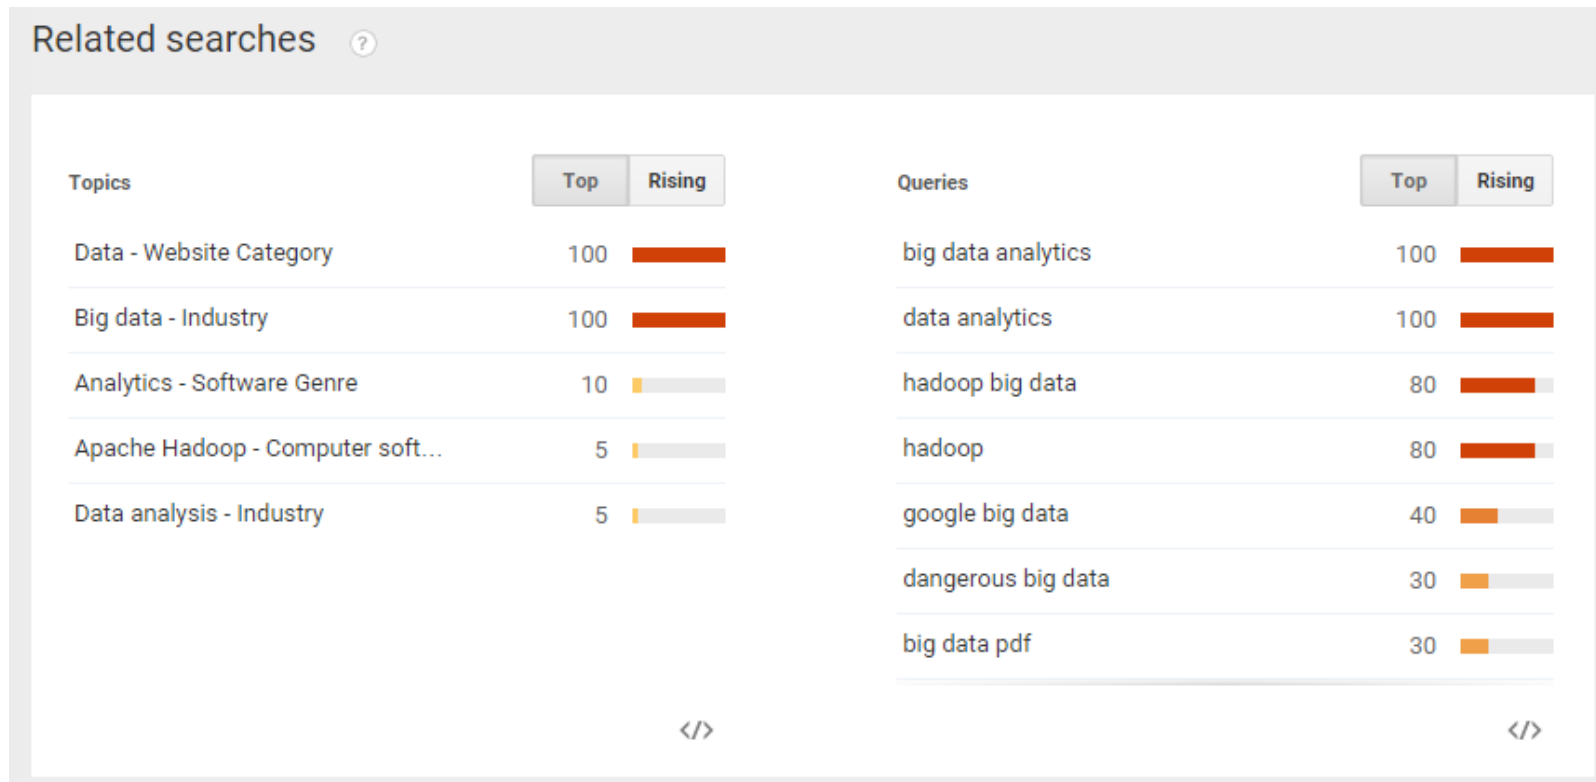 Related searches ?
Topics Top Rising
Data - Website Category 100
Big data - Industry 100
Analytics - Software Genre 10
Apache Hadoop - Computer soft... 5
Data analysis - Industry 5
</>
Queries Top Rising
big data analytics 100
data analytics 100
hadoop big data 80
hadoop 80
google big data 40
dangerous big data 30
big data pdf 30
</>